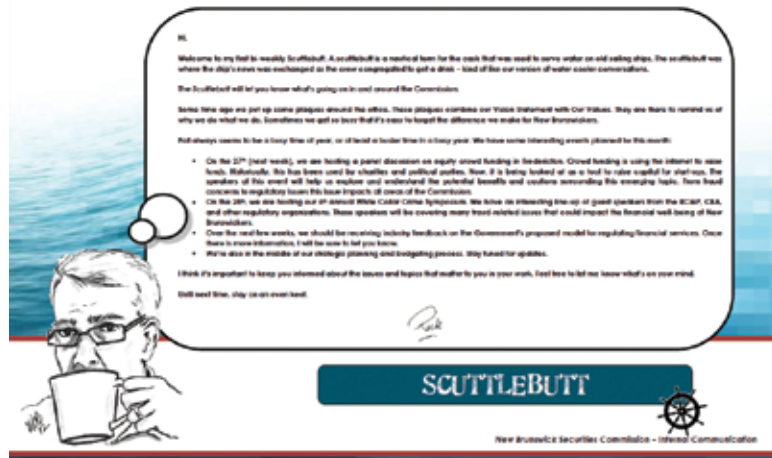 Hi,
Welcome to my first bi-weekly Scuttlebutt. A scuttlebutt is a nautical term for the cask that was used to serve water on old sailing ships. The scuttlebutt was
where the ship's news was exchanged as the crew congregated to get a drink – kind of like our version of water cooler conversations.
The Scuttlebutt will let you know what's going on in and around the Commission.
Some time ago we put up some plaques around the office. These plaques combine our Vision Statement with Our Values. They are there to remind us of
why we do what we do. Sometimes we get so busy that it's easy to forget the difference we make for New Brunswickers.
Fall always seems to be a busy time of year, or at least a busier time in a busy year. We have some interesting events planned for this month:
• On the 27th (next week), we are hosting a panel discussion on equity crowd funding in Fredericton. Crowd funding is using the internet to raise
funds. Historically, this has been used by charities and political parties. Now, it is being looked at as a tool to raise capital for start-ups. The
speakers at this event will help us explore and understand the potential benefits and cautions surrounding this emerging topic. From fraud
concerns to regulatory issues this issue impacts all areas of the Commission.
• On the 28th, we are hosting our 6th Annual White Collar Crime Symposium. We have an interesting line-up of guest speakers from the RCMP, CRA,
and other regulatory organizations. These speakers will be covering many fraud related issues that could impact the financial well-being of New
Brunswickers.
• Over the next few weeks, we should be receiving industry feedback on the Government's proposed model for regulating financial services. Once
there is more information, I will be sure to let you know.
• We're also in the middle of our strategic planning and budgeting process. Stay tuned for updates.
I think it's important to keep you informed about the issues and topics that matter to you in your work. Feel free to let me know what's on your mind.
Until next time, stay on an even keel.
Rick
SCUTTLEBUTT
New Brunswick Securities Commission – Internal Communication